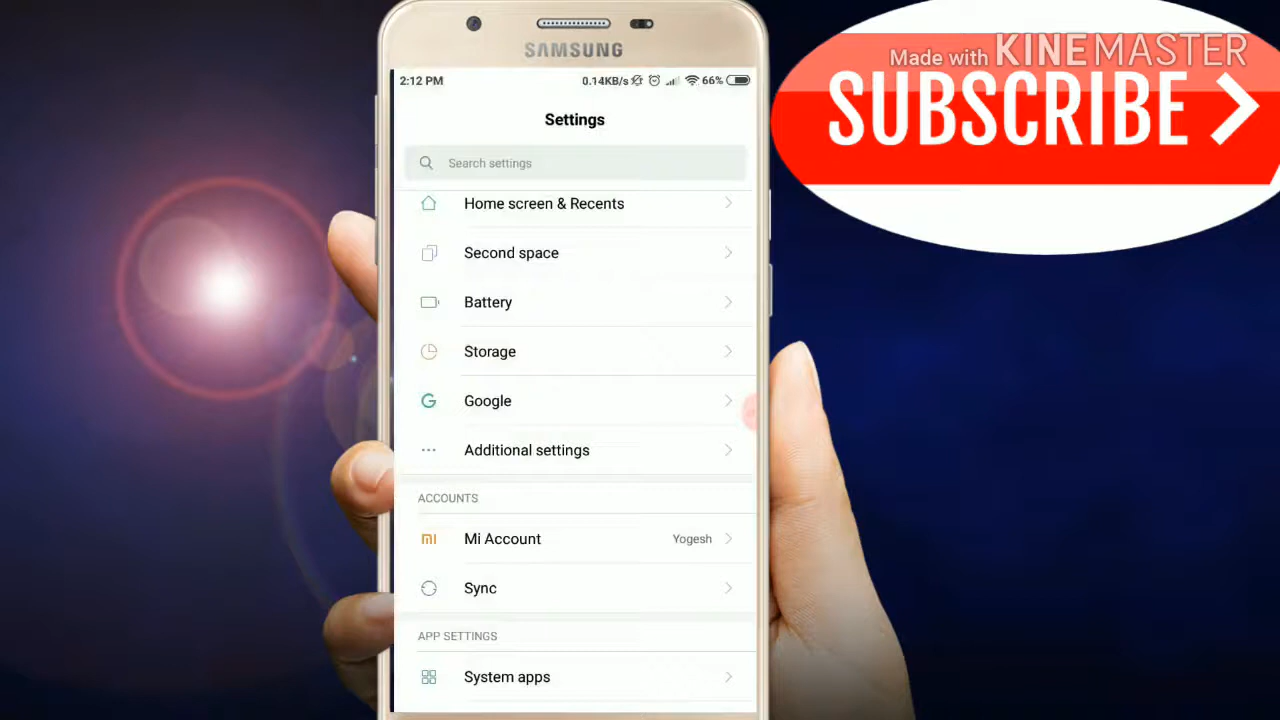 Made with KINEMASTER
SUBSCRIBE
SAMSUNG
2:12 PM 0.14KB/s 66%
Settings
Search settings
Home screen & Recents
Second space
Battery
Storage
Google
Additional settings
ACCOUNTS
Mi Account Yogesh
Sync
APP SETTINGS
System apps